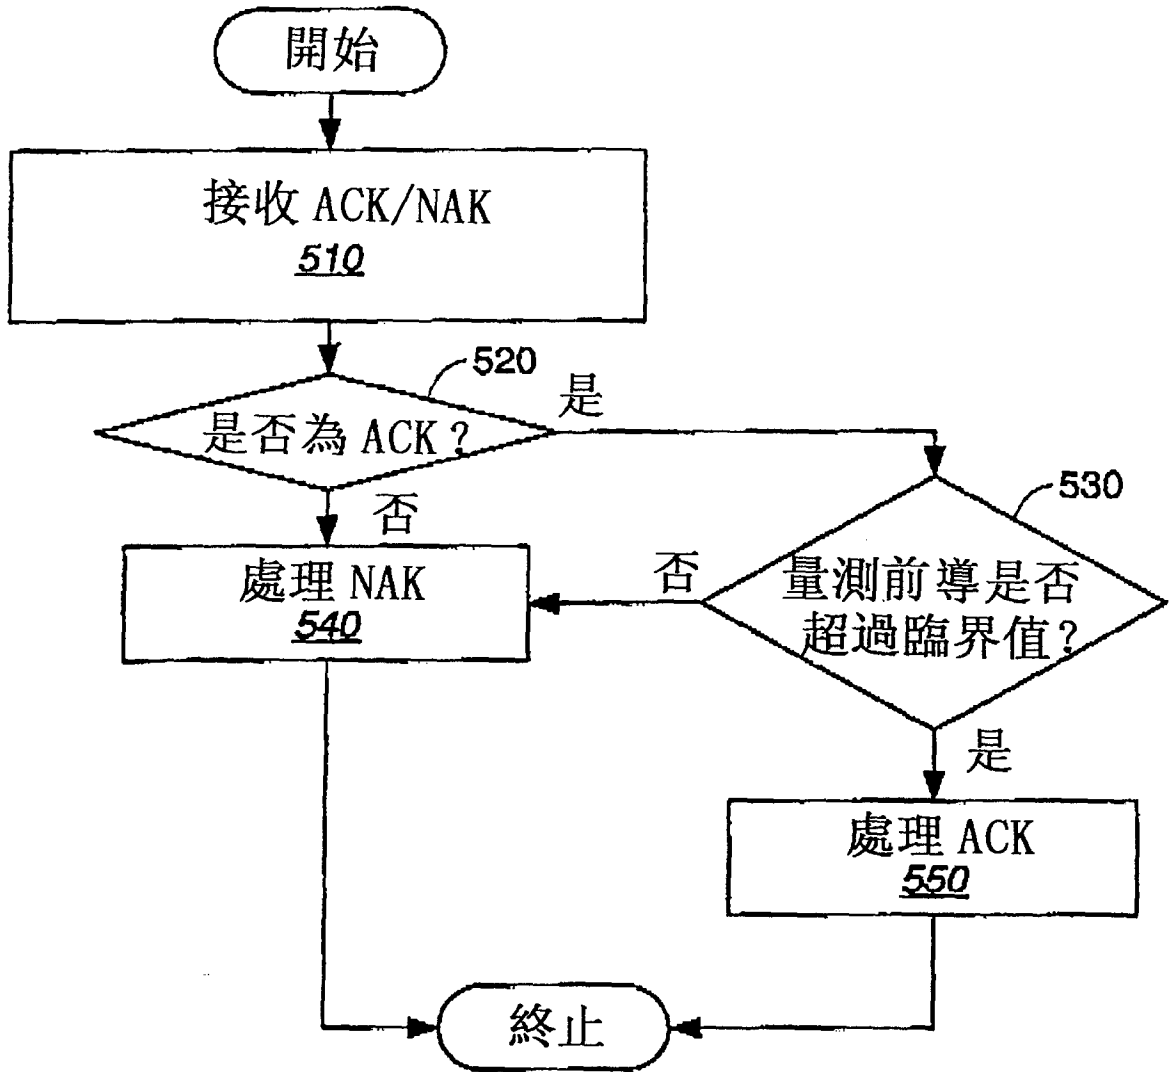 開始
接收 ACK/NAK
510
520
是
是否為 ACK?
530
否
處理 NAK
540
否
量測前導是否
超過臨界值?
是
處理 ACK
550
終止